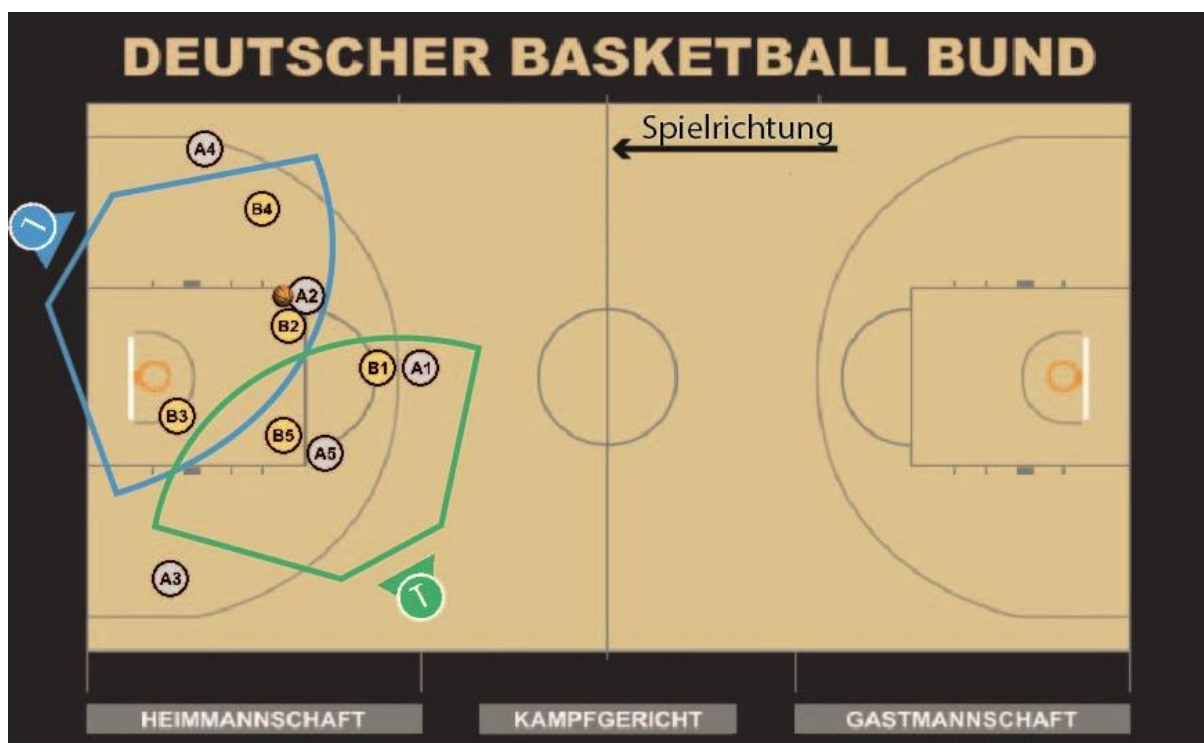 DEUTSCHER BASKETBALL BUND
Spielrichtung
A4
B4
A2
B2
B1
A1
B3
B5
A5
A3
L
T
HEIMMANNSCHAFT
KAMPFGERICHT
GASTMANNSCHAFT